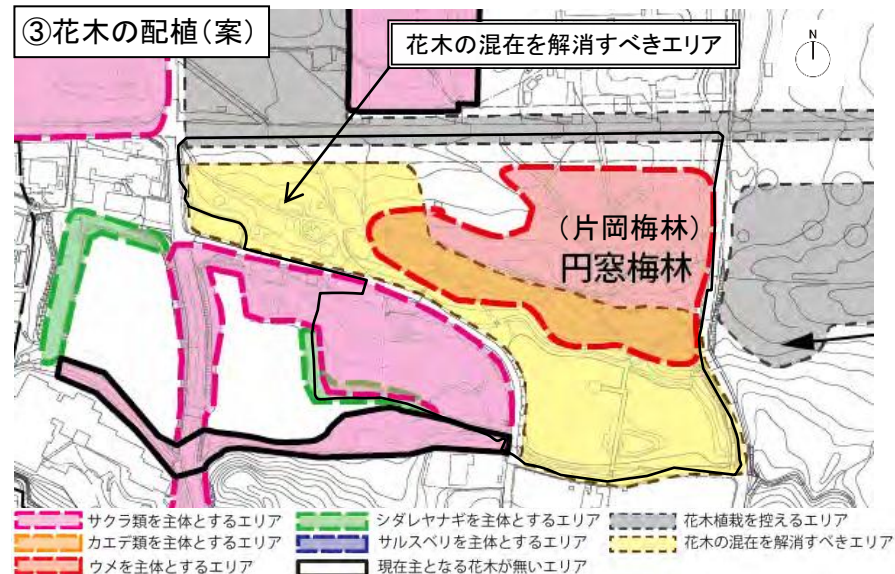 ③花木の配植(案)
花木の混在を解消すべきエリア
N
(片岡梅林)
円窓梅林
サクラ類を主体とするエリア
シダレヤナギを主体とするエリア
花木植栽を控えるエリア
カエデ類を主体とするエリア
サルスベリを主体とするエリア
花木の混在を解消すべきエリア
ウメを主体とするエリア
現在主となる花木が無いエリア